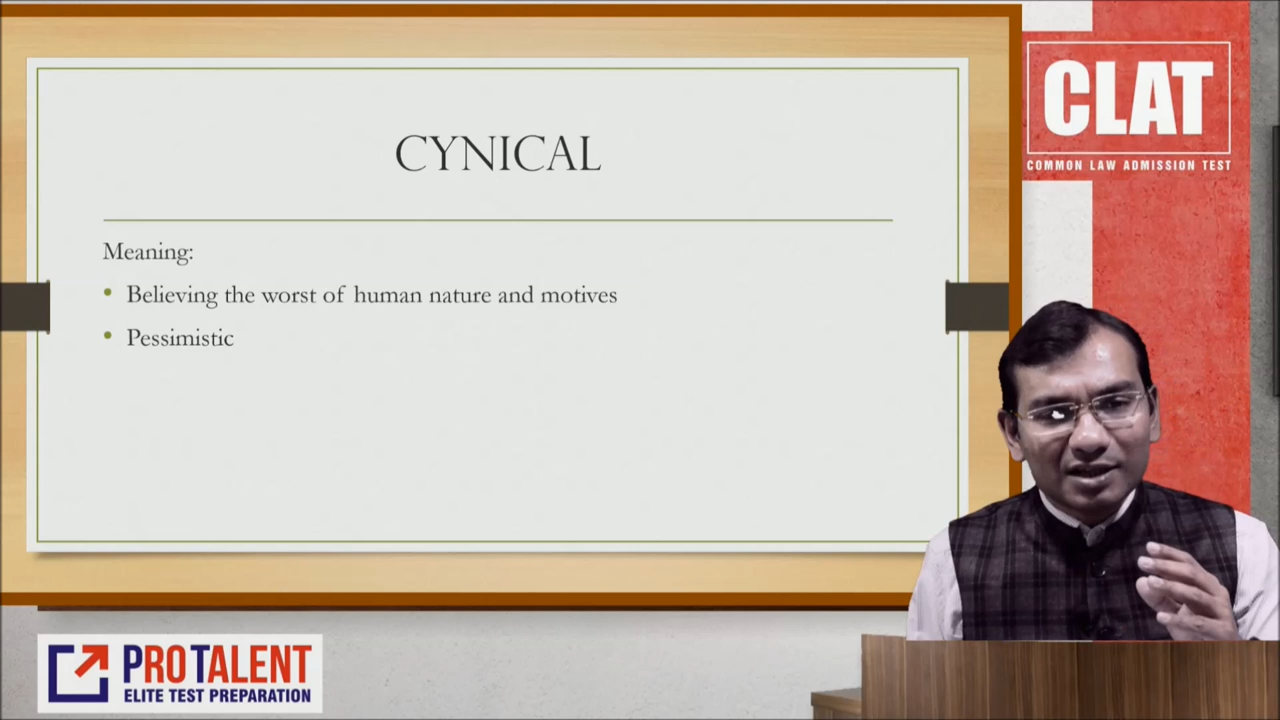 CYNICAL
Meaning:
• Believing the worst of human nature and motives
• Pessimistic
CLAT
COMMON LAW ADMISSION TEST
PROTALENT
ELITE TEST PREPARATION